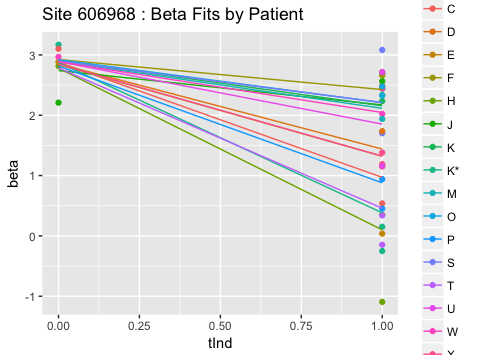 Site 606968 : Beta Fits by Patient
beta
3
2
1
0
-1
0.00
0.25
0.50
0.75
1.00
tInd
C
D
E
F
H
J
K
K*
M
O
P
S
T
U
W